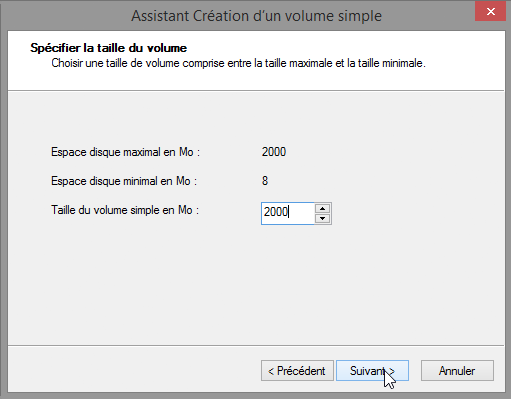 Assistant Création d'un volume simple
Spécifier la taille du volume
Choisir une taille de volume comprise entre la taille maximale et la taille minimale.
Espace disque maximal en Mo : 2000
Espace disque minimal en Mo : 8
Taille du volume simple en Mo : 2000
< Précédent Suivant > Annuler